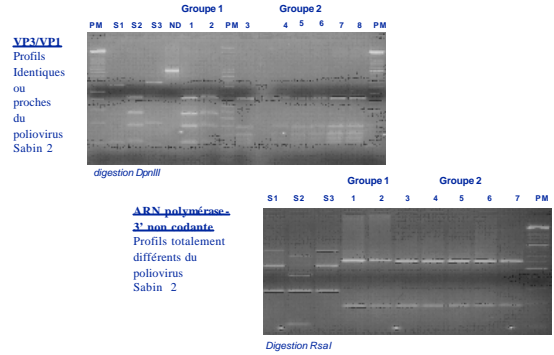 Groupe 1 Groupe 2
PM S1 S2 S3 ND 1 2 PM 3 4 5 6 7 8 PM
VP3/VP1
Profils
Identiques
ou
proches
du
poliovirus
Sabin 2
digestion DpnIII
Groupe 1 Groupe 2
S1 S2 S3 1 2 3 4 5 6 7 PM
ARN polymérase-
3' non codante
Profils totalement
différents du
poliovirus
Sabin 2
Digestion RsaI